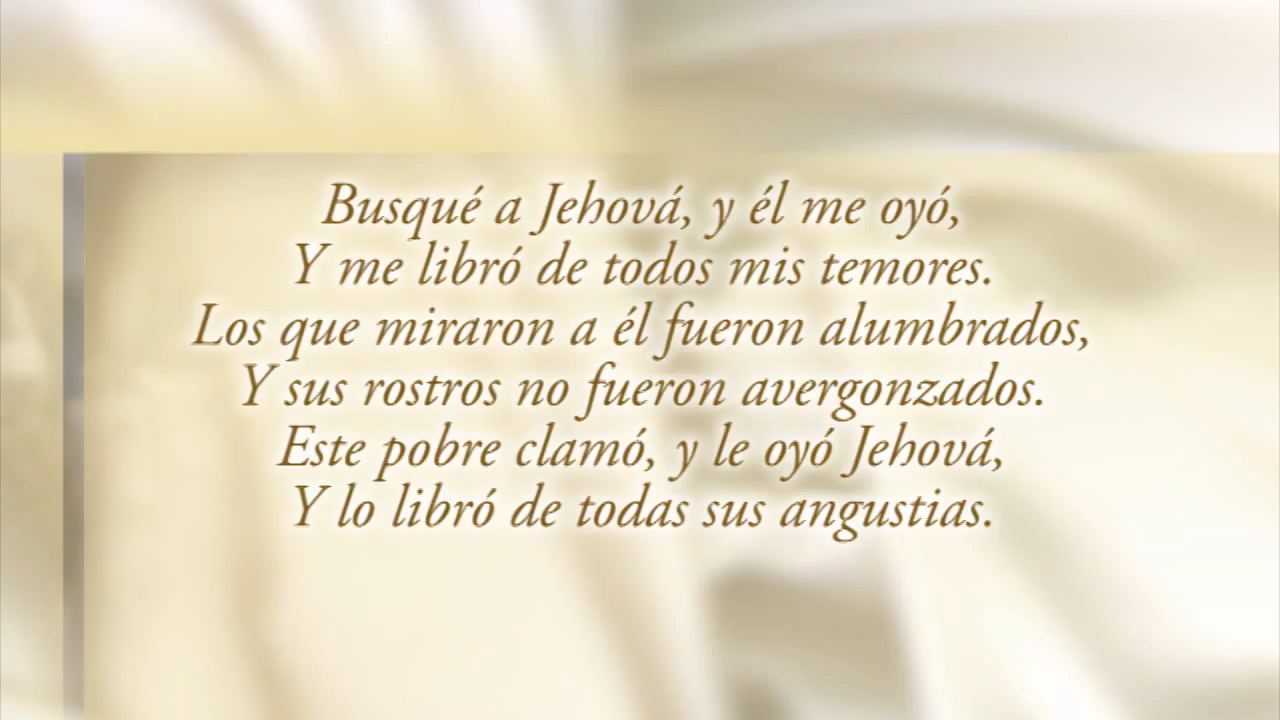 Busqué a Jehová, y él me oyó,
Y me libró de todos mis temores.
Los que miraron a él fueron alumbrados,
Y sus rostros no fueron avergonzados.
Este pobre clamó, y le oyó Jehová,
Y lo libró de todas sus angustias.